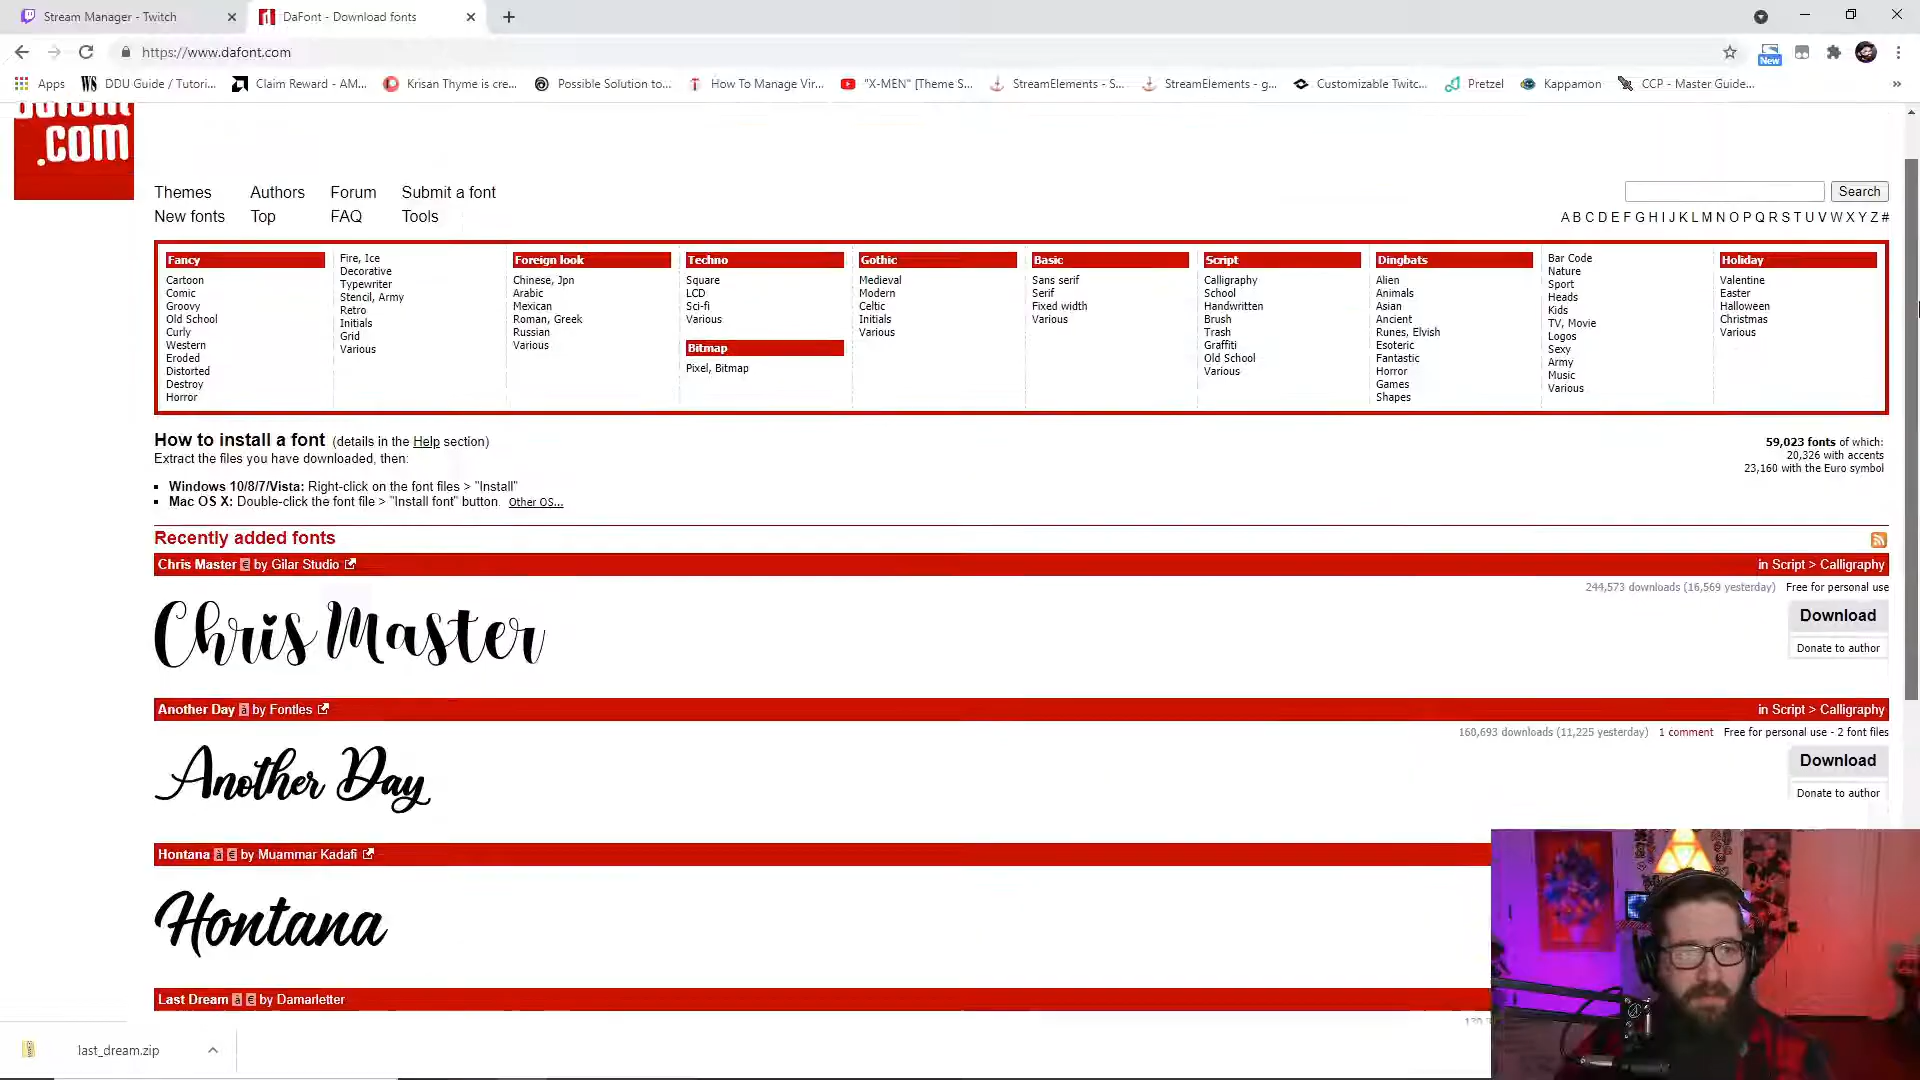 Stream Manager - Twitch
DaFont - Download fonts
https://www.dafont.com
New
Apps
DDU Guide / Tutori...
Claim Reward - AM...
Krisan Thyme is crea...
Possible Solution to...
How To Manage Vir...
"X-MEN" [Theme S...
StreamElements - S...
StreamElements - g...
Customizable Twitc...
Pretzel
Kappamon
CCP - Master Guide...
.com
Themes Authors Forum Submit a font
New fonts Top FAQ Tools
Search
A B C D E F G H I J K L M N O P Q R S T U V W X Y Z #
Fancy
Cartoon
Comic
Groovy
Old School
Curly
Western
Eroded
Distorted
Destroy
Horror
Fire, Ice
Decorative
Typewriter
Stencil, Army
Retro
Initials
Grid
Various
Foreign look
Chinese, Jpn
Arabic
Mexican
Roman, Greek
Russian
Various
Techno
Square
LCD
Sci-fi
Various
Bitmap
Pixel, Bitmap
Gothic
Medieval
Modern
Celtic
Initials
Various
Basic
Sans serif
Serif
Fixed width
Various
Script
Calligraphy
School
Handwritten
Brush
Trash
Graffiti
Old School
Various
Dingbats
Alien
Animals
Asian
Ancient
Runes, Elvish
Esoteric
Fantastic
Horror
Games
Shapes
Bar Code
Nature
Sport
Heads
Kids
TV, Movie
Logos
Sexy
Army
Music
Various
Holiday
Valentine
Easter
Halloween
Christmas
Various
How to install a font (details in the Help section)
Extract the files you have downloaded, then:
Windows 10/8/7/Vista: Right-click on the font files > "Install"
Mac OS X: Double-click the font file > "Install font" button. Other OS...
59,023 fonts of which:
20,326 with accents
23,160 with the Euro symbol
Recently added fonts
Chris Master € by Gilar Studio
in Script > Calligraphy
244,573 downloads (16,569 yesterday) Free for personal use
Chris Master
Download
Donate to author
Another Day à by Fontles
in Script > Calligraphy
160,693 downloads (11,225 yesterday) 1 comment Free for personal use - 2 font files
Another Day
Download
Donate to author
Hontana à € by Muammar Kadafi
Hontana
Last Dream à € by Damarletter
last_dream.zip